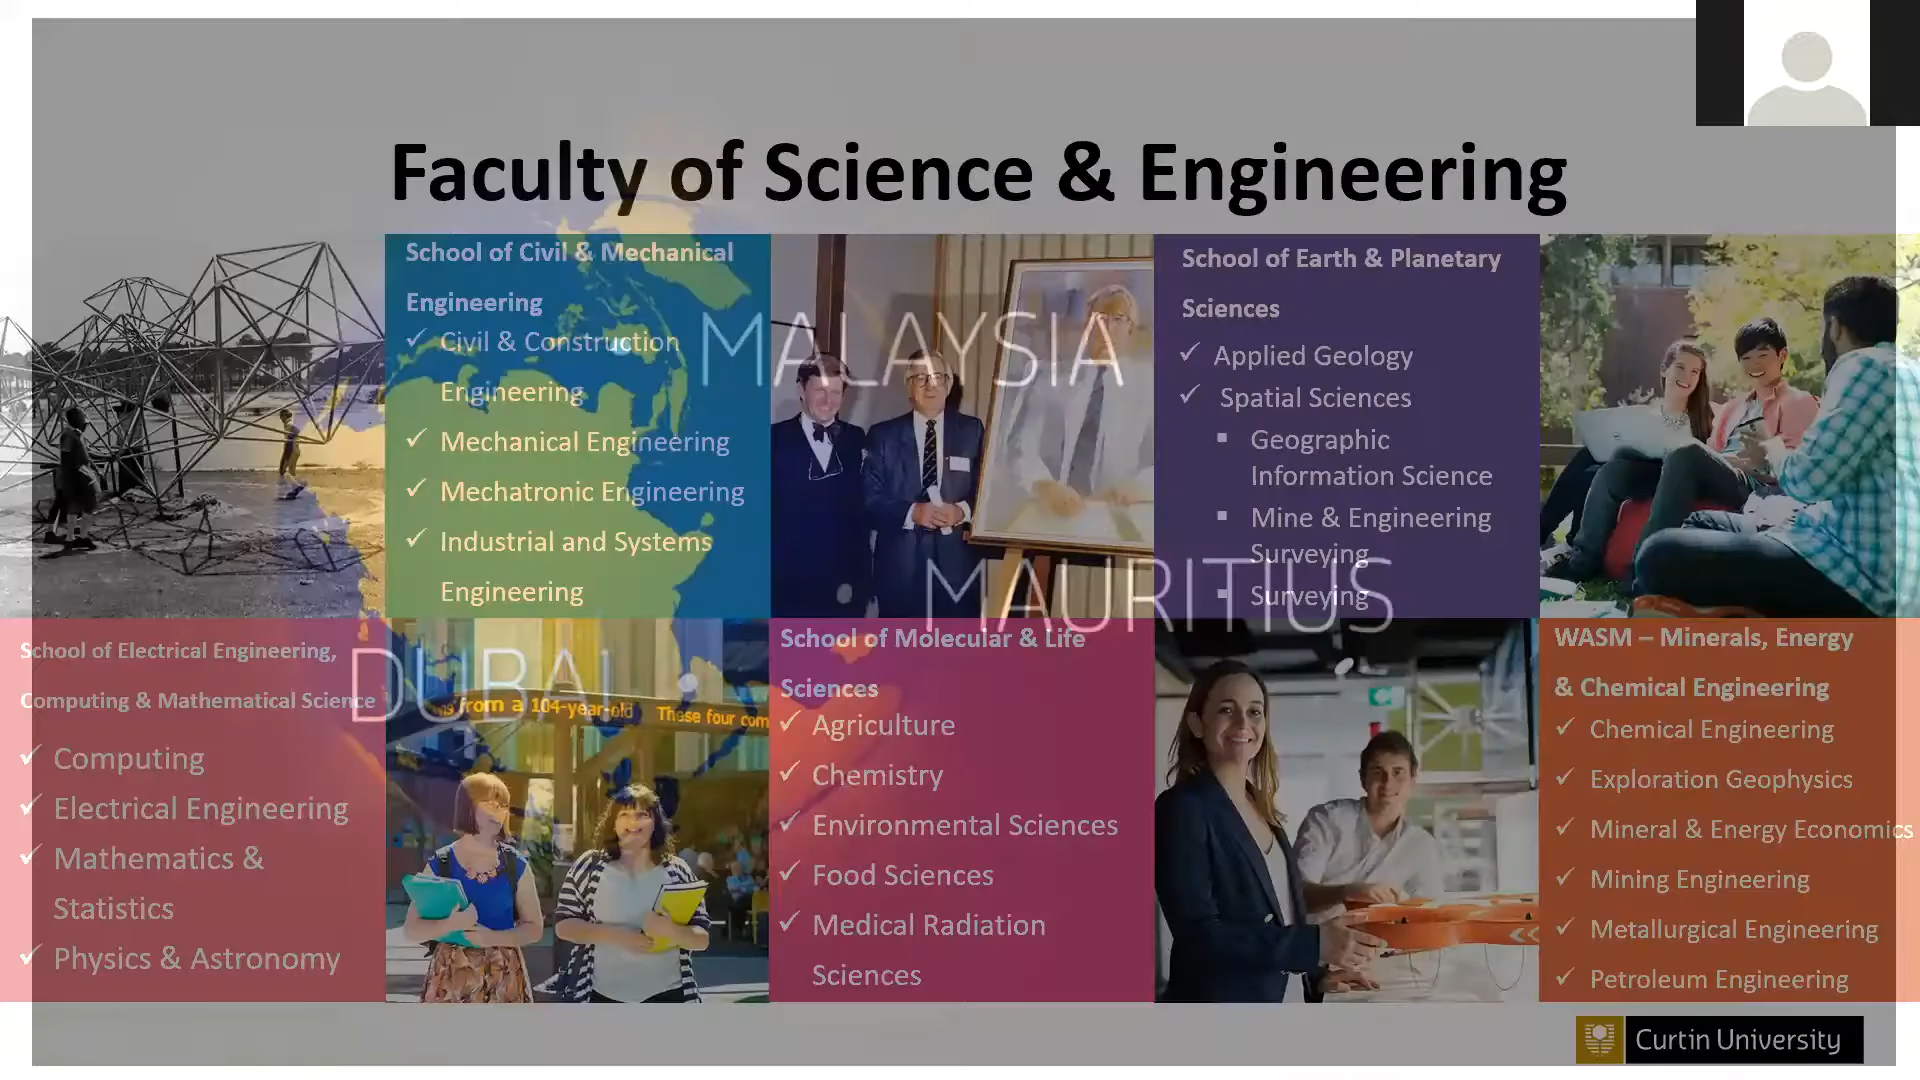 Faculty of Science & Engineering
School of Civil & Mechanical
Engineering
✓ Civil & Construction
Engineering
✓ Mechanical Engineering
✓ Mechatronic Engineering
✓ Industrial and Systems
Engineering
MALAYSIA
School of Earth & Planetary
Sciences
✓ Applied Geology
✓ Spatial Sciences
▪ Geographic
Information Science
▪ Mine & Engineering
Surveying
▪ Surveying
MAURITIUS
School of Electrical Engineering,
Computing & Mathematical Science
✓ Computing
✓ Electrical Engineering
✓ Mathematics &
Statistics
✓ Physics & Astronomy
DUBAI
from a 104-year-old These four com
School of Molecular & Life
Sciences
✓ Agriculture
✓ Chemistry
✓ Environmental Sciences
✓ Food Sciences
✓ Medical Radiation
Sciences
WASM – Minerals, Energy
& Chemical Engineering
✓ Chemical Engineering
✓ Exploration Geophysics
✓ Mineral & Energy Economics
✓ Mining Engineering
✓ Metallurgical Engineering
✓ Petroleum Engineering
Curtin University